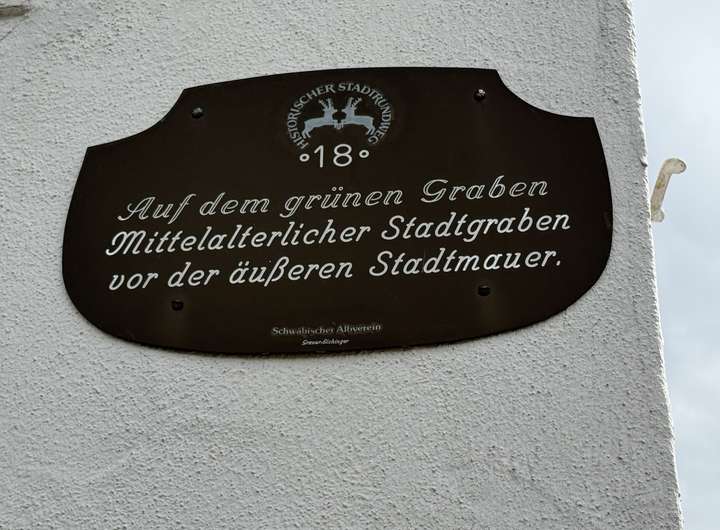 HISTORISCHER STADTRUNDWEG
18
Auf dem grünen Graben
Mittelalterlicher Stadtgraben
vor der äußeren Stadtmauer.
Schwäbischer Albverein